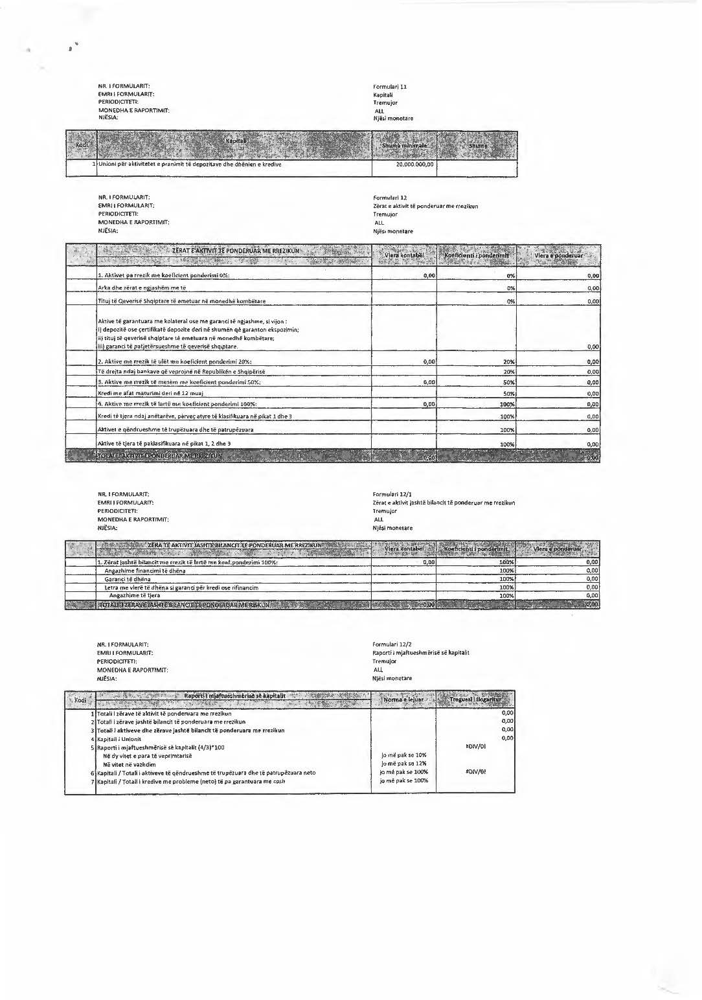 NR. I FORMULARIT: Formulari 11
EMRI I FORMULARIT: Kapitali
PERIODICITETI: Tremujor
MONEDHA E RAPORTIMIT: ALL
NJËSIA: Njësi monetare
Kodi Kapitali Shuma minimale Shuma
1 Unioni për aktivitetet e pranimit të depozitave dhe dhënien e kredive 20.000.000,00
NR. I FORMULARIT: Formulari 12
EMRI I FORMULARIT: Zërat e aktivit të ponderuar me rrezikun
PERIODICITETI: Tremujor
MONEDHA E RAPORTIMIT: ALL
NJËSIA: Njësi monetare
ZËRAT E AKTIVIT TË PONDERUAR ME RREZIKUN Vlera kontabël Koeficienti i ponderimit Vlera e ponderuar
1. Aktivet pa rrezik me koeficient ponderimi 0%: 0,00 0% 0,00
Arka dhe zërat e ngjashëm me të 0% 0,00
Tituj të Qeverisë Shqiptare të emetuar në monedhë kombëtare 0% 0,00
Aktive të garantuara me kolateral ose me garanci të ngjashme, si vijon :
i) depozitë ose çertifikatë depozite deri në shumën që garanton ekspozimin;
ii) tituj të qeverisë shqiptare të emetuara në monedhë kombëtare;
iii) garanci të patjetërsueshme të qeverisë shqiptare. 0,00
2. Aktive me rrezik të ulët me koeficient ponderimi 20%: 0,00 20% 0,00
Të drejta ndaj bankave që veprojnë në Republikën e Shqipërisë 20% 0,00
3. Aktive me rrezik të mesëm me koeficient ponderimi 50%: 0,00 50% 0,00
Kredi me afat maturimi deri në 12 muaj 50% 0,00
4. Aktive me rrezik të lartë me koeficient ponderimi 100%: 0,00 100% 0,00
Kredi të tjera ndaj anëtarëve, përveç atyre të klasifikuara në pikat 1 dhe 3 100% 0,00
Aktivet e qëndrueshme të trupëzuara dhe të patrupëzuara 100% 0,00
Aktive të tjera të paklasifikuara në pikat 1, 2 dhe 3 100% 0,00
TOTALI I AKTIVIT I PONDERUAR ME RREZIKUN 0,00 0,00
NR. I FORMULARIT: Formulari 12/1
EMRI I FORMULARIT: Zërat e aktivit jashtë bilancit të ponderuar me rrezikun
PERIODICITETI: Tremujor
MONEDHA E RAPORTIMIT: ALL
NJËSIA: Njësi monetare
ZËRA TË AKTIVIT JASHTË BILANCIT TË PONDERUAR ME RREZIKUN Vlera kontabël Koeficienti i ponderimit Vlera e ponderuar
1. Zërat jashtë bilancit me rrezik të lartë me koef.ponderimi 100%: 0,00 100% 0,00
Angazhime financimi të dhëna 100% 0,00
Garanci të dhëna 100% 0,00
Letra me vlerë të dhëna si garanci për kredi ose rifinancim 100% 0,00
Angazhime të tjera 100% 0,00
TOTALI I ZËRAVE JASHTË BILANCIT TË PONDERUAR ME RISKUN 0,00 0,00
NR. I FORMULARIT: Formulari 12/2
EMRI I FORMULARIT: Raporti i mjaftueshmërisë së kapitalit
PERIODICITETI: Tremujor
MONEDHA E RAPORTIMIT: ALL
NJËSIA: Njësi monetare
Kodi Raporti i mjaftueshmërisë së kapitalit Norma e lejuar Treguesi i llogaritur
1 Totali i zërave të aktivit të ponderuara me rrezikun 0,00
2 Totali i zërave jashtë bilancit të ponderuara me rrezikun 0,00
3 Totali i aktiveve dhe zërave jashtë bilancit të ponderuara me rrezikun 0,00
4 Kapitali i Unionit 0,00
5 Raporti i mjaftueshmërisë së kapitalit (4/3)*100 #DIV/0!
Në dy vitet e para të veprimtarisë jo më pak se 10%
Në vitet në vazhdim jo më pak se 12%
6 Kapitali / Totali i aktiveve të qëndrueshme të trupëzuara dhe të patrupëzuara neto jo më pak se 100% #DIV/0!
7 Kapitali / Totali i kredive me probleme (neto) të pa garantuara me cash jo më pak se 100%